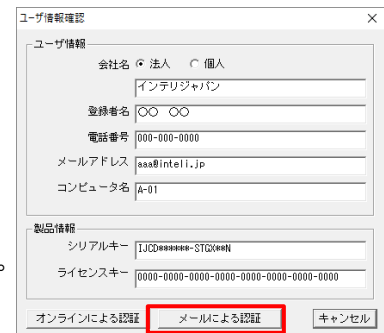 ユーザ情報確認 ×
ユーザ情報
会社名 法人 個人
インテリジャパン
登録者名 〇〇 〇〇
電話番号 000-000-0000
メールアドレス aaa@inteli.jp
コンピュータ名 A-01
製品情報
シリアルキー IJCD******-STGX**N
。
ライセンスキー 0000-0000-0000-0000-0000-0000-0000
オンラインによる認証 メールによる認証 キャンセル